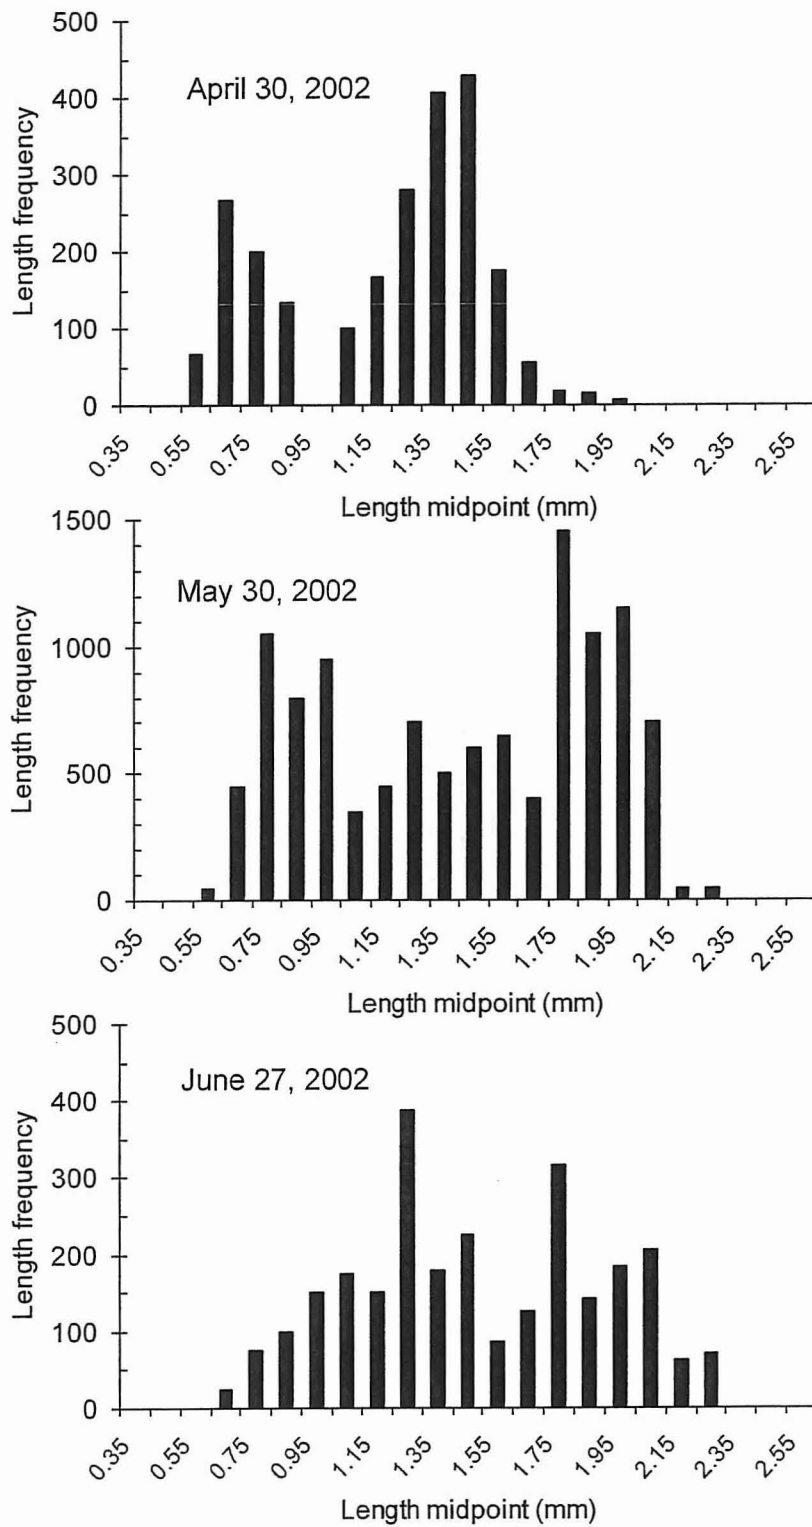 500
400
300
200
100
0
Length frequency
April 30, 2002
0.35 0.55 0.75 0.95 1.15 1.35 1.55 1.75 1.95 2.15 2.35 2.55
Length midpoint (mm)
1500
1000
500
0
Length frequency
May 30, 2002
0.35 0.55 0.75 0.95 1.15 1.35 1.55 1.75 1.95 2.15 2.35 2.55
Length midpoint (mm)
500
400
300
200
100
0
Length frequency
June 27, 2002
0.35 0.55 0.75 0.95 1.15 1.35 1.55 1.75 1.95 2.15 2.35 2.55
Length midpoint (mm)